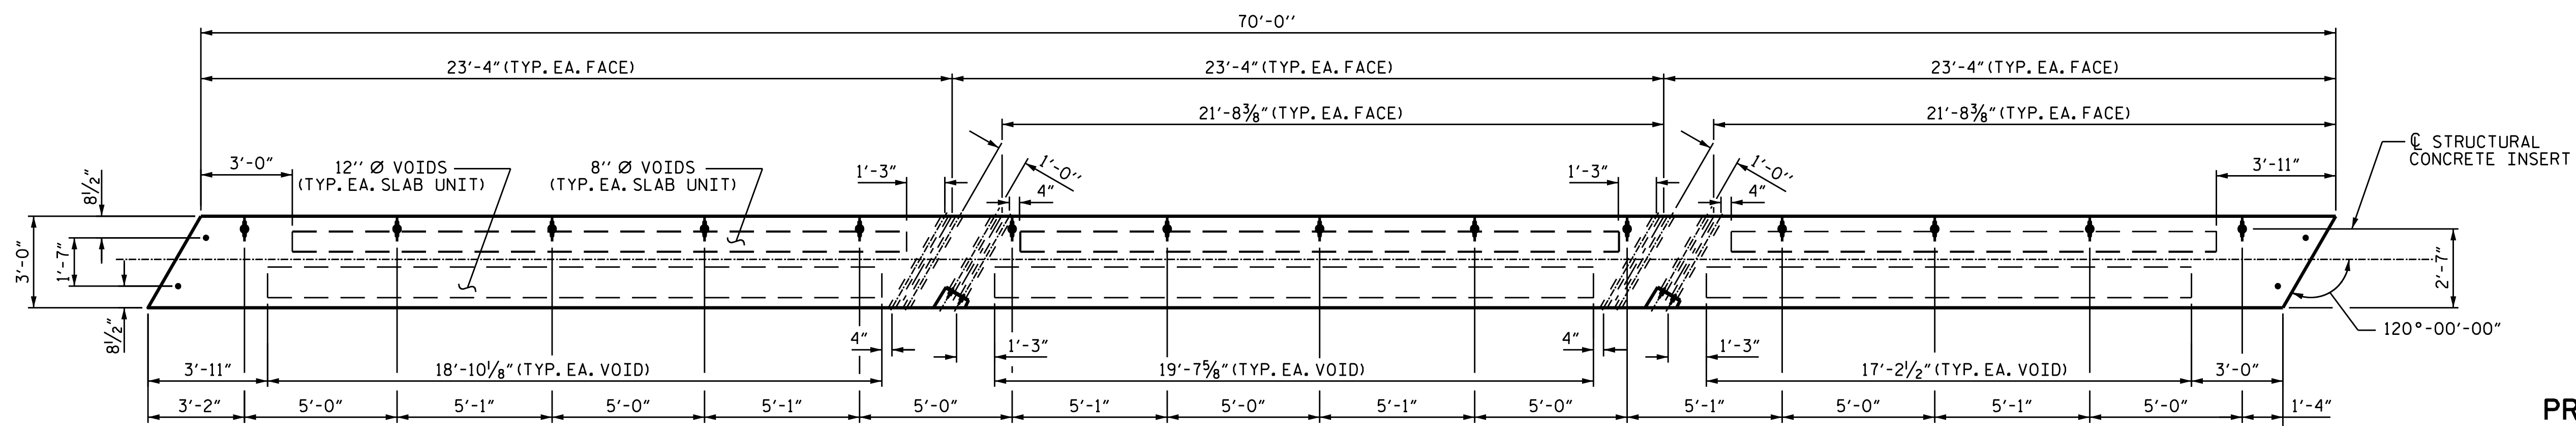 70'-0''
23'-4" (TYP. EA. FACE)
23'-4" (TYP. EA. FACE)
23'-4" (TYP. EA. FACE)
21'-8⅜" (TYP. EA. FACE)
21'-8⅜" (TYP. EA. FACE)
℄ STRUCTURAL
CONCRETE INSERT
3'-0"
12'' Ø VOIDS
(TYP. EA. SLAB UNIT)
8'' Ø VOIDS
(TYP. EA. SLAB UNIT)
1'-3"
1'-0''
4"
1'-3"
1'-0''
4"
3'-11"
8½"
3'-0"
1'-7"
8½"
2'-7"
120°-00'-00"
4"
1'-3"
4"
1'-3"
3'-11"
18'-10⅛" (TYP. EA. VOID)
19'-7⅝" (TYP. EA. VOID)
17'-2½" (TYP. EA. VOID)
3'-0"
3'-2"
5'-0"
5'-1"
5'-0"
5'-1"
5'-0"
5'-1"
5'-0"
5'-1"
5'-0"
5'-1"
5'-0"
5'-1"
5'-0"
1'-4"
PR